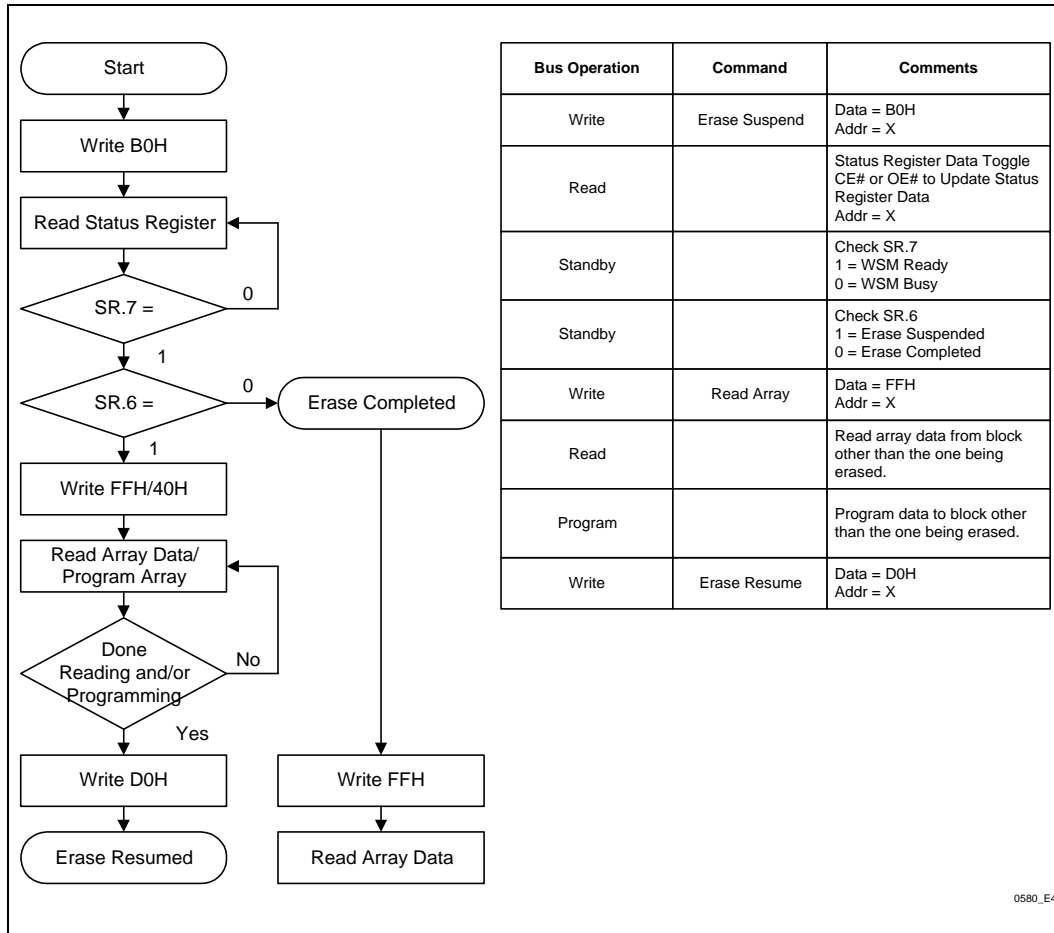 Start
Write B0H
Read Status Register
SR.7 =
0
1
SR.6 =
0
Erase Completed
1
Write FFH/40H
Read Array Data/
Program Array
Done
Reading and/or
Programming
No
Yes
Write D0H
Write FFH
Erase Resumed
Read Array Data
Bus Operation Command Comments
Write Erase Suspend Data = B0H
Addr = X
Read Status Register Data Toggle
CE# or OE# to Update Status
Register Data
Addr = X
Standby Check SR.7
1 = WSM Ready
0 = WSM Busy
Standby Check SR.6
1 = Erase Suspended
0 = Erase Completed
Write Read Array Data = FFH
Addr = X
Read Read array data from block
other than the one being
erased.
Program Program data to block other
than the one being erased.
Write Erase Resume Data = D0H
Addr = X
0580_E4